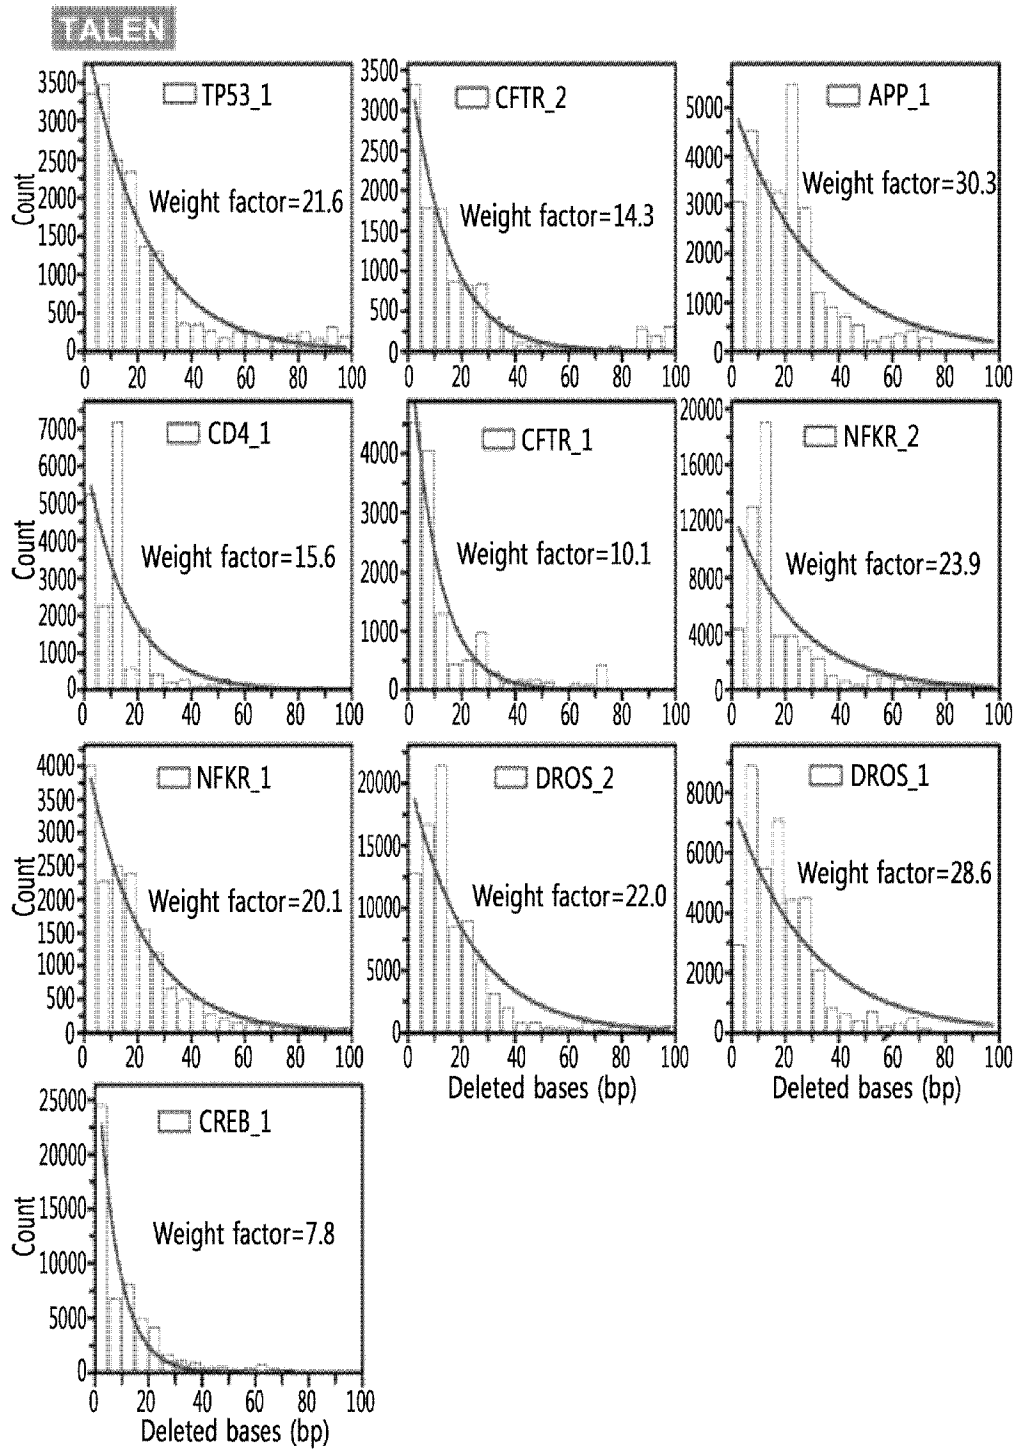 TALEN
TP53_1
Weight factor=21.6
Count
3500
3000
2500
2000
1500
1000
500
0
0 20 40 60 80 100
CFTR_2
Weight factor=14.3
3500
3000
2500
2000
1500
1000
500
0
0 20 40 60 80 100
APP_1
Weight factor=30.3
5000
4000
3000
2000
1000
0
0 20 40 60 80 100
CD4_1
Weight factor=15.6
Count
7000
6000
5000
4000
3000
2000
1000
0
0 20 40 60 80 100
CFTR_1
Weight factor=10.1
4000
3000
2000
1000
0
0 20 40 60 80 100
NFKR_2
Weight factor=23.9
20000
16000
12000
8000
4000
0
0 20 40 60 80 100
NFKR_1
Weight factor=20.1
Count
4000
3500
3000
2500
2000
1500
1000
500
0
0 20 40 60 80 100
DROS_2
Weight factor=22.0
20000
15000
10000
5000
0
0 20 40 60 80 100
Deleted bases (bp)
DROS_1
Weight factor=28.6
8000
6000
4000
2000
0
0 20 40 60 80 100
Deleted bases (bp)
CREB_1
Weight factor=7.8
Count
25000
20000
15000
10000
5000
0
0 20 40 60 80 100
Deleted bases (bp)